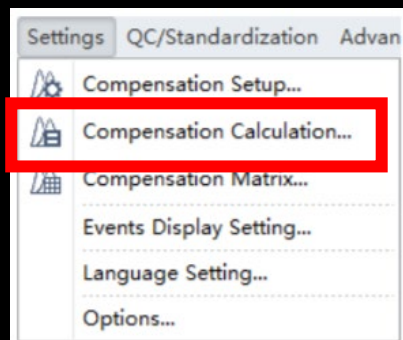 Settings QC/Standardization Advan
Compensation Setup...
Compensation Calculation...
Compensation Matrix...
Events Display Setting...
Language Setting...
Options...